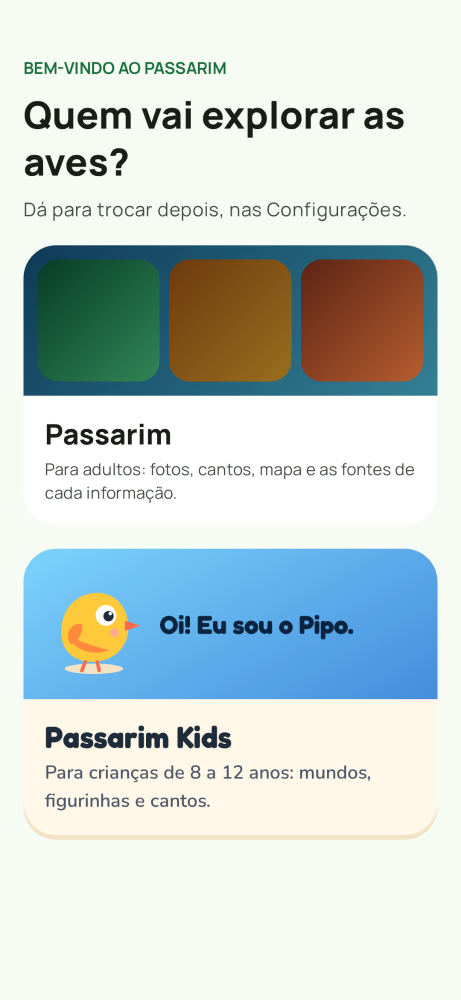 BEM-VINDO AO PASSARIM
Quem vai explorar as
aves?
Dá para trocar depois, nas Configurações.
Passarim
Para adultos: fotos, cantos, mapa e as fontes de
cada informação.
Oi! Eu sou o Pipo.
Passarim Kids
Para crianças de 8 a 12 anos: mundos,
figurinhas e cantos.